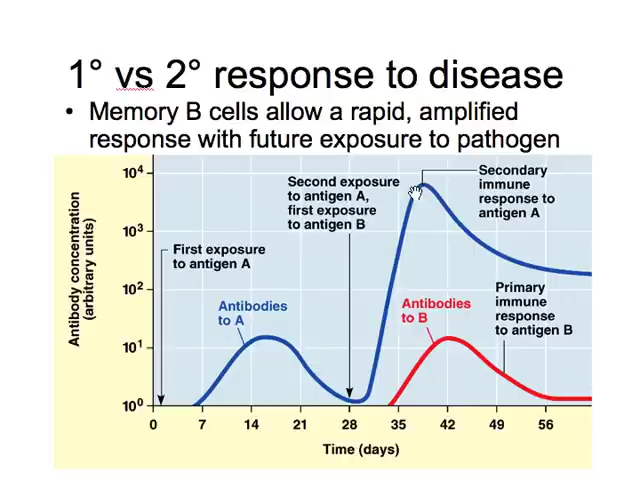 1° vs 2° response to disease
• Memory B cells allow a rapid, amplified
response with future exposure to pathogen
Antibody concentration
(arbitrary units)
10⁴
10³
10²
10¹
10⁰
First exposure
to antigen A
Second exposure
to antigen A,
first exposure
to antigen B
Secondary
immune
response to
antigen A
Antibodies
to A
Antibodies
to B
Primary
immune
response
to antigen B
0 7 14 21 28 35 42 49 56
Time (days)